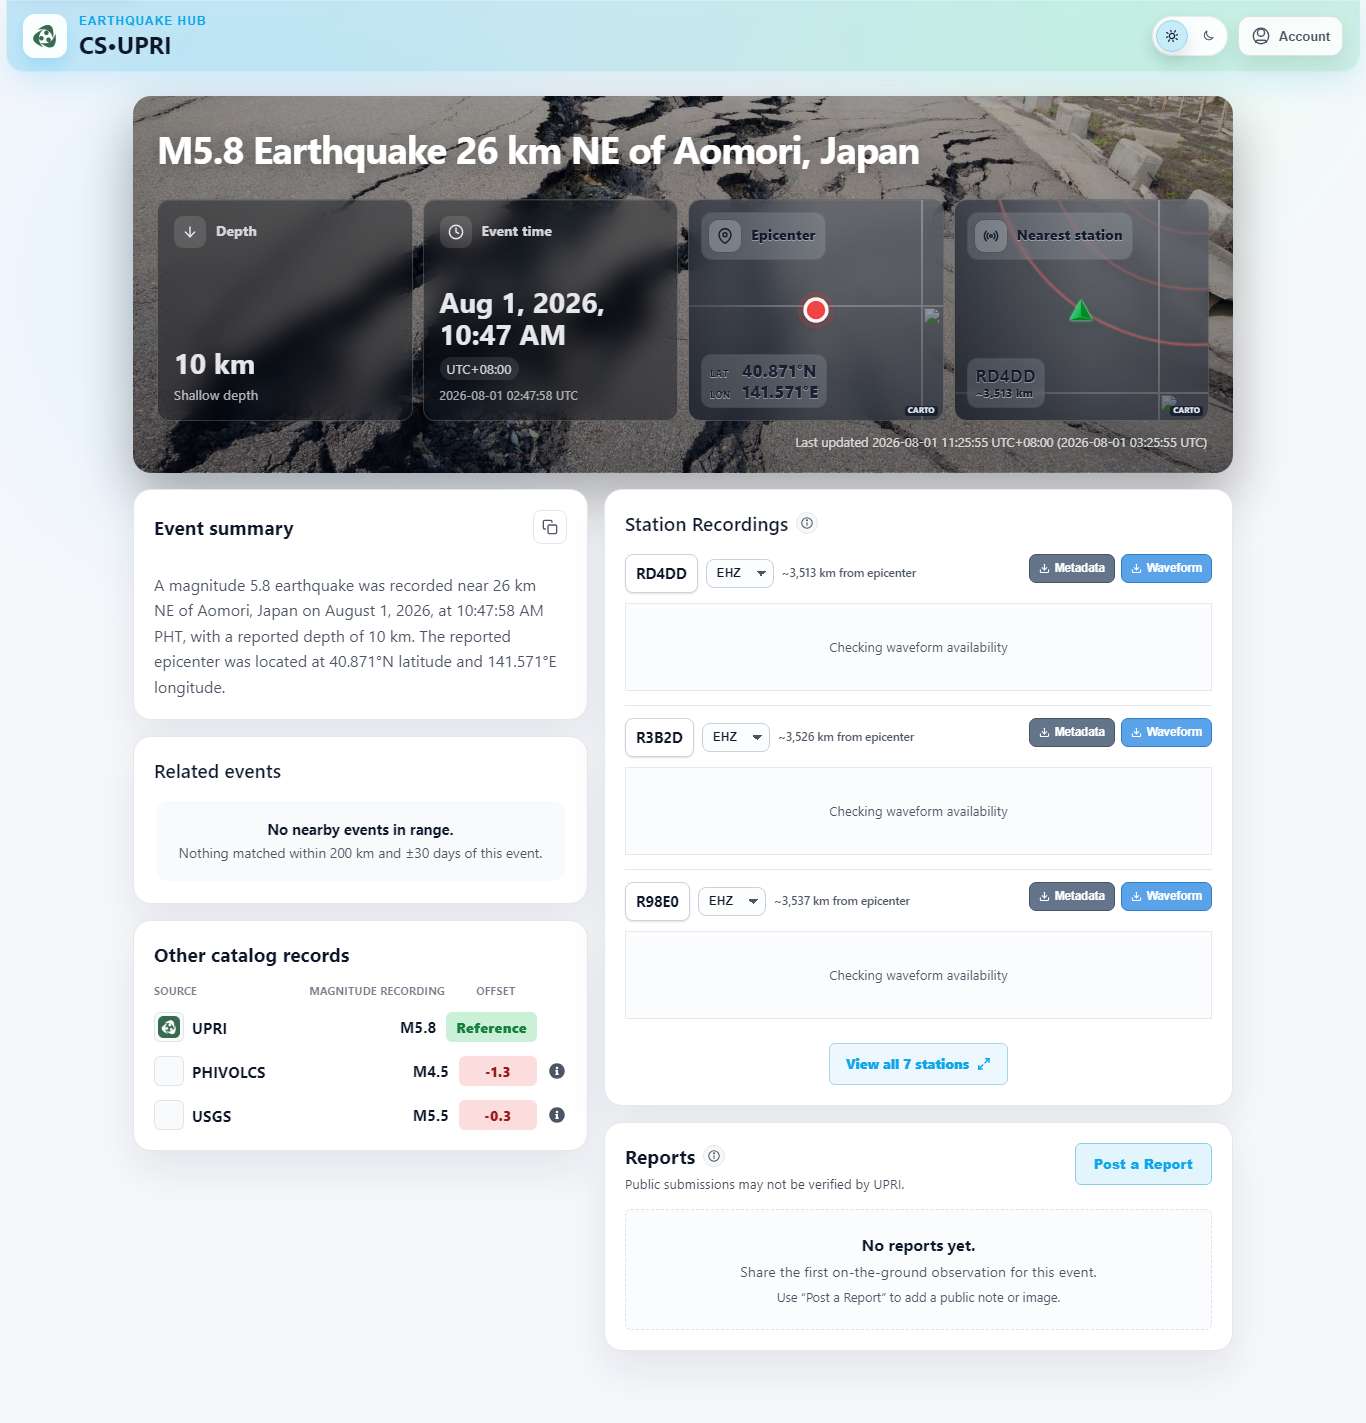 EARTHQUAKE HUB
CS•UPRI
Account
M5.8 Earthquake 26 km NE of Aomori, Japan
Depth
10 km
Shallow depth
Event time
Aug 1, 2026,
10:47 AM
UTC+08:00
2026-08-01 02:47:58 UTC
Epicenter
LAT 40.871°N
LON 141.571°E
CARTO
Nearest station
RD4DD
~3,513 km
CARTO
Last updated 2026-08-01 11:25:55 UTC+08:00 (2026-08-01 03:25:55 UTC)
Event summary
A magnitude 5.8 earthquake was recorded near 26 km
NE of Aomori, Japan on August 1, 2026, at 10:47:58 AM
PHT, with a reported depth of 10 km. The reported
epicenter was located at 40.871°N latitude and 141.571°E
longitude.
Related events
No nearby events in range.
Nothing matched within 200 km and ±30 days of this event.
Other catalog records
SOURCE MAGNITUDE RECORDING OFFSET
UPRI M5.8 Reference
PHIVOLCS M4.5 -1.3
USGS M5.5 -0.3
Station Recordings
RD4DD EHZ ~3,513 km from epicenter Metadata Waveform
Checking waveform availability
R3B2D EHZ ~3,526 km from epicenter Metadata Waveform
Checking waveform availability
R98E0 EHZ ~3,537 km from epicenter Metadata Waveform
Checking waveform availability
View all 7 stations
Reports
Public submissions may not be verified by UPRI.
Post a Report
No reports yet.
Share the first on-the-ground observation for this event.
Use “Post a Report” to add a public note or image.